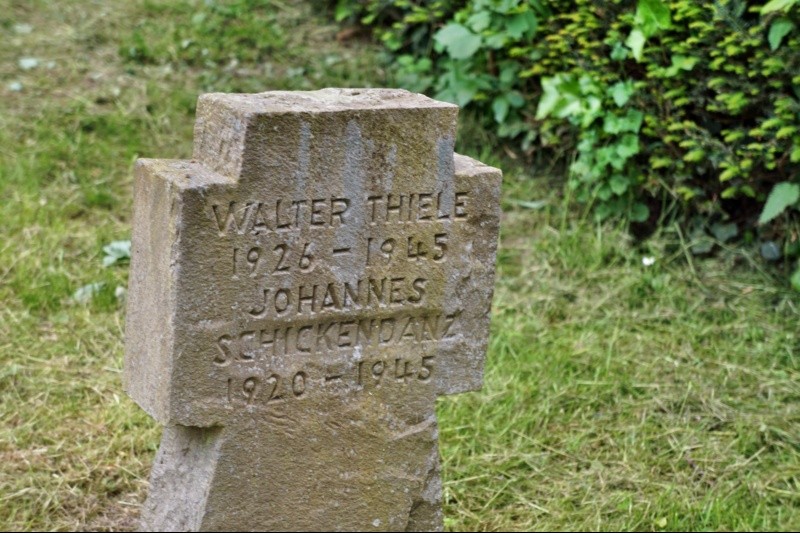 WALTER THIELE
1926 - 1945
JOHANNES
SCHICKENDANZ
1920 - 1945